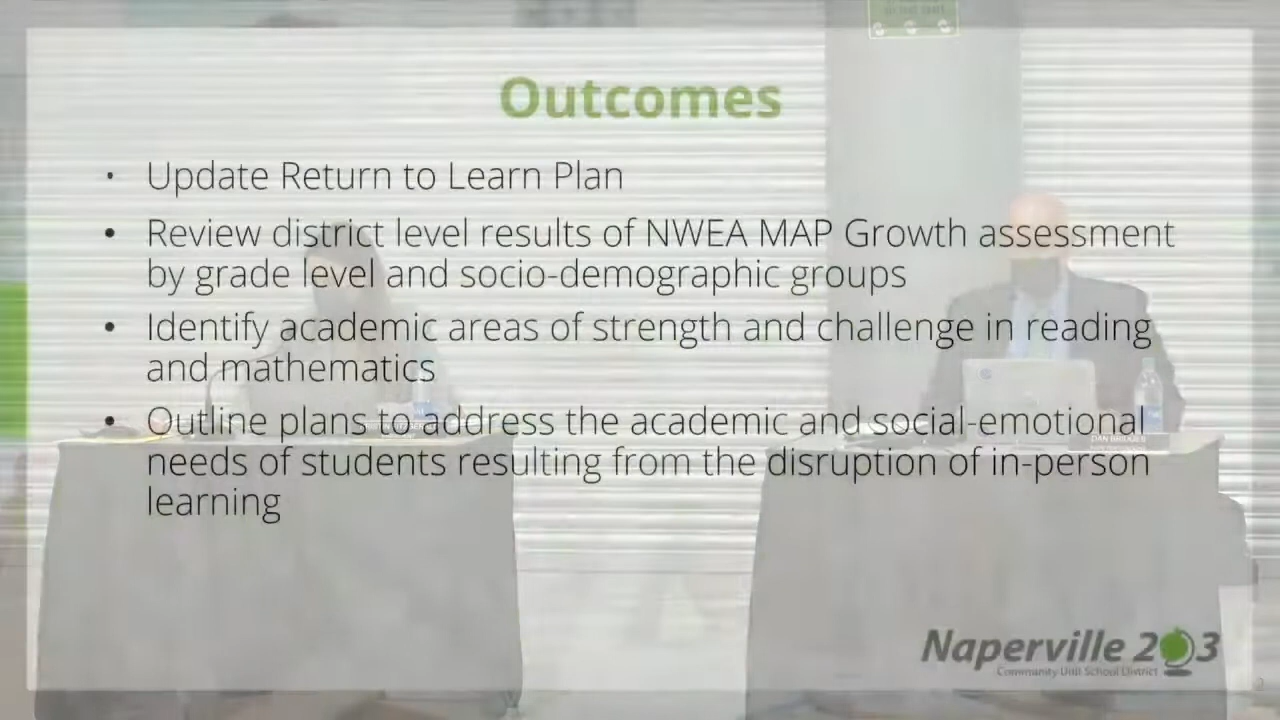 Outcomes
• Update Return to Learn Plan
• Review district level results of NWEA MAP Growth assessment
by grade level and socio-demographic groups
• Identify academic areas of strength and challenge in reading
and mathematics
• Outline plans to address the academic and social-emotional
needs of students resulting from the disruption of in-person
learning
DAN BRIDGES
Naperville 203
Community Unit School District
2